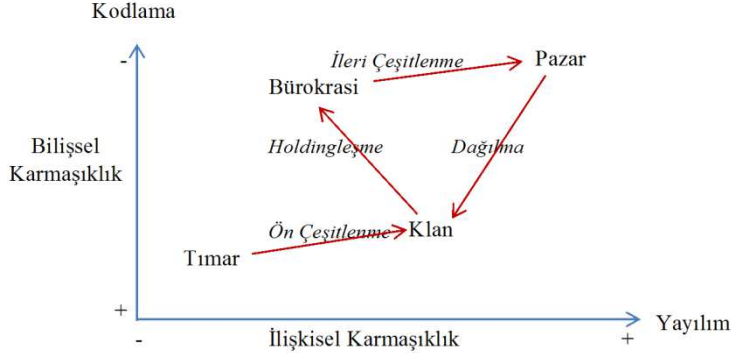 Kodlama
-
İleri Çeşitlenme
Pazar
Bürokrasi
Bilişsel
Karmaşıklık
Holdingleşme
Dağılma
Ön Çeşitlenme
Klan
Tımar
+
Yayılım
-
İlişkisel Karmaşıklık
+